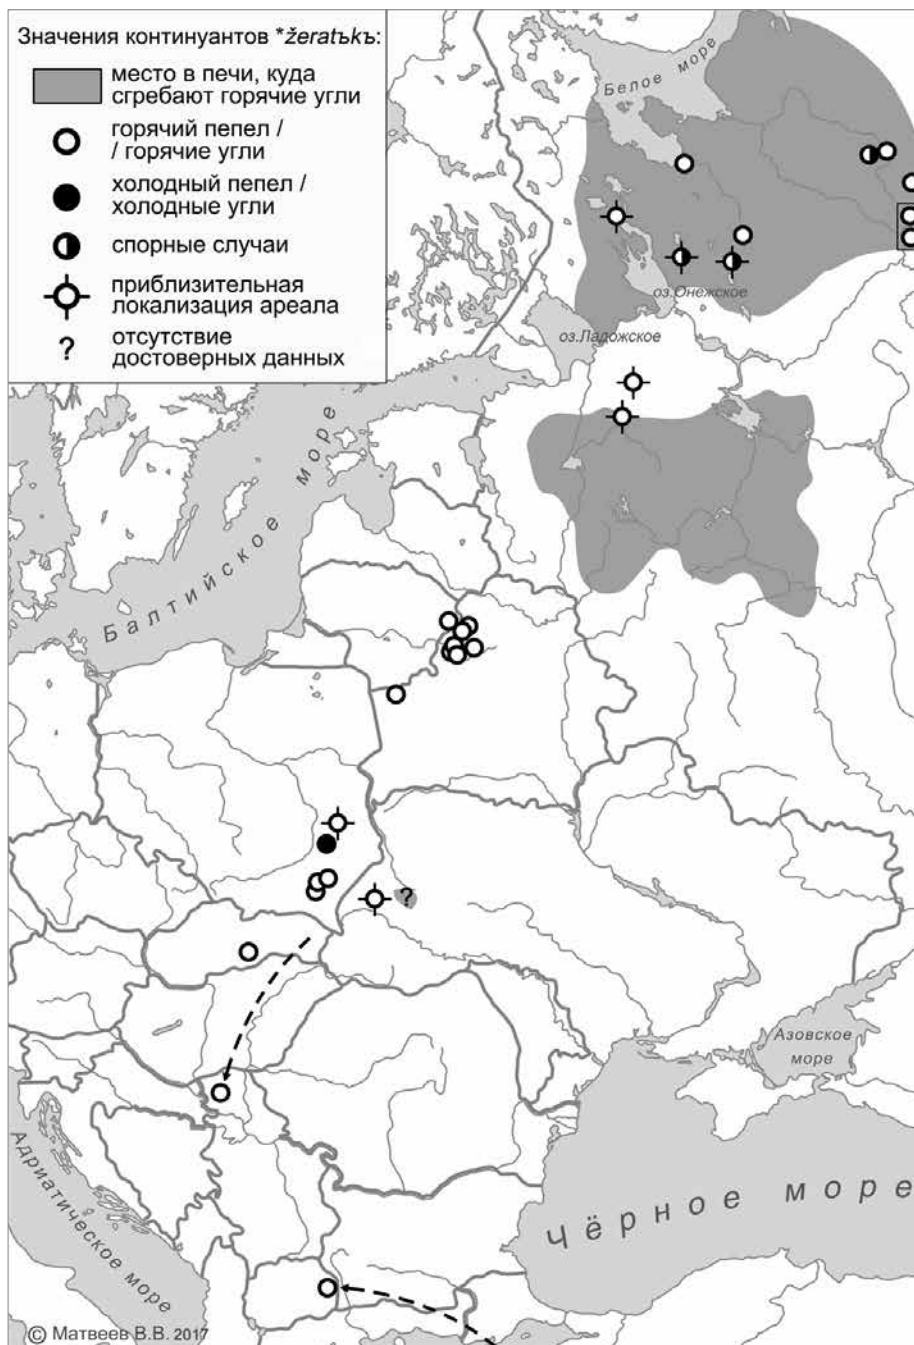 Значения континуантов *žeratъkъ:
место в печи, куда
сгребают горячие угли
горячий пепел /
/ горячие угли
холодный пепел /
холодные угли
спорные случаи
приблизительная
локализация ареала
?
отсутствие
достоверных данных
Белое море
оз.Онежское
оз.Ладожское
Балтийское море
?
Азовское
море
Адриатическое море
Чёрное море
© Матвеев В.В. 2017